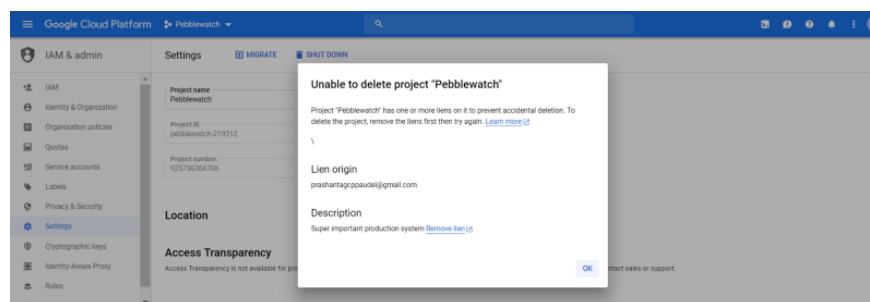 Google Cloud Platform
Pebblewatch
IAM & admin
Settings
MIGRATE
SHUT DOWN
IAM
Identity & Organization
Organization policies
Quotas
Service accounts
Labels
Privacy & Security
Settings
Cryptographic keys
Identity-Aware Proxy
Roles
Project name
Pebblewatch
Project ID
pebblewatch-219212
Project number:
925736366706
Location
Access Transparency
Access Transparency is not available for
ntact sales or support.
Unable to delete project "Pebblewatch"
Project "Pebblewatch" has one or more liens on it to prevent accidental deletion. To
delete the project, remove the liens first then try again. Learn more
\
Lien origin
prashantagcppaudel@gmail.com
Description
Super important production system Remove lien
OK